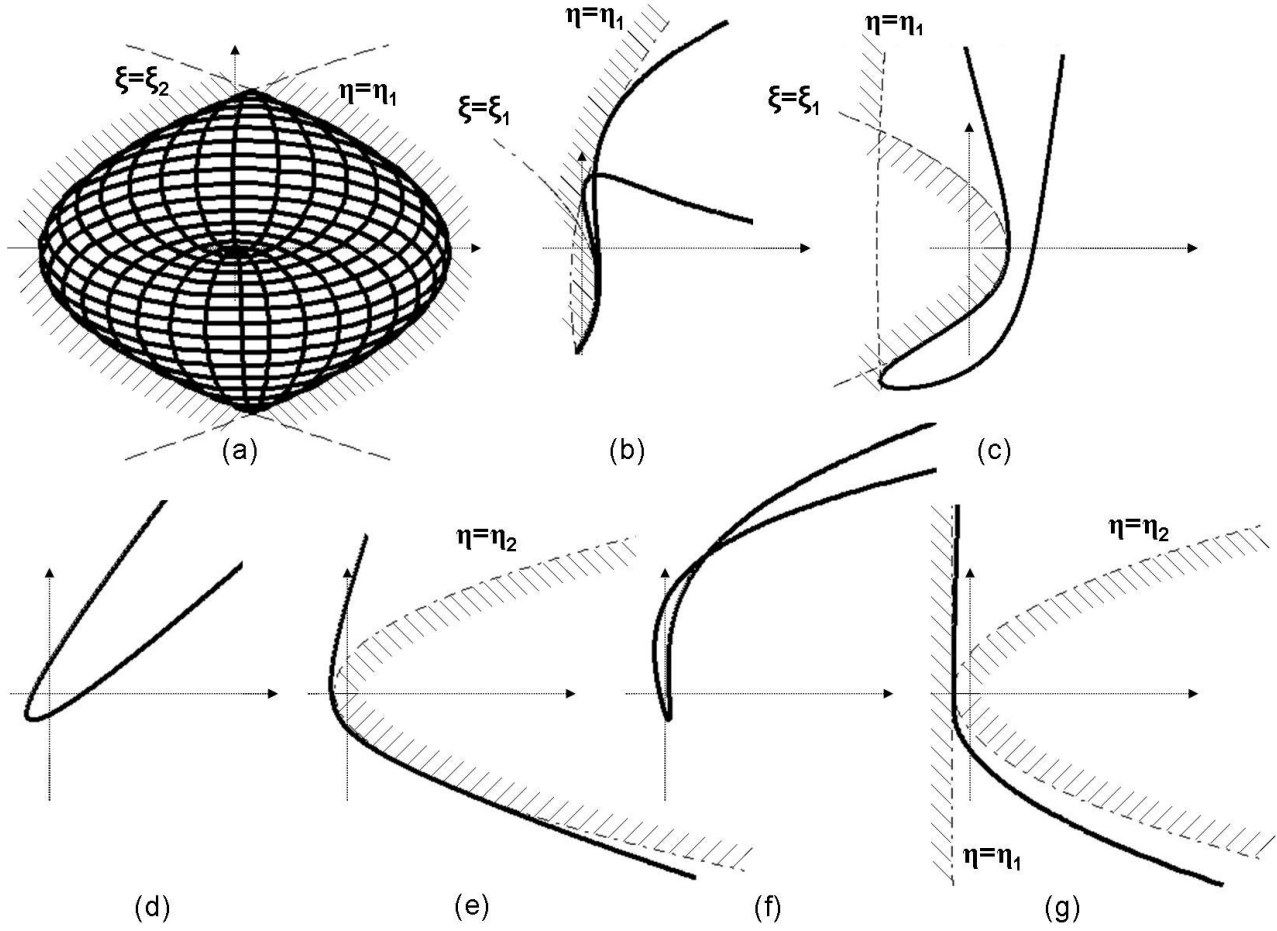 η=η₁
η=η₁
ξ=ξ₂
η=η₁
ξ=ξ₁
ξ=ξ₁
(a)
(b)
(c)
η=η₂
η=η₂
η=η₁
(d)
(e)
(f)
(g)